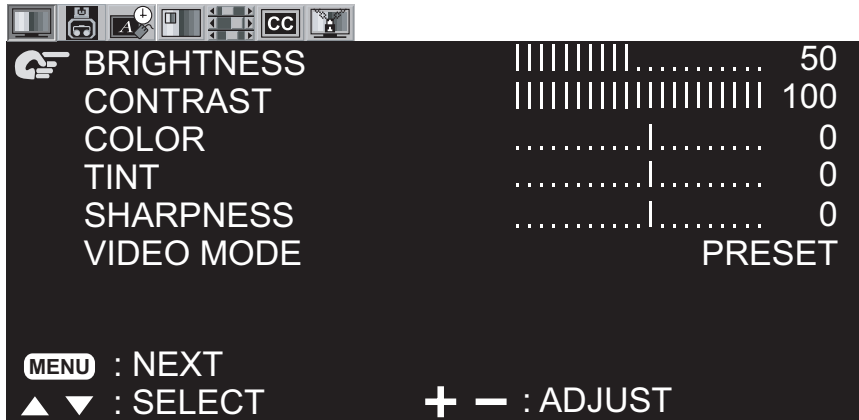 A CC
BRIGHTNESS 50
CONTRAST 100
COLOR 0
TINT 0
SHARPNESS 0
VIDEO MODE PRESET
MENU : NEXT
▲ ▼ : SELECT + − : ADJUST